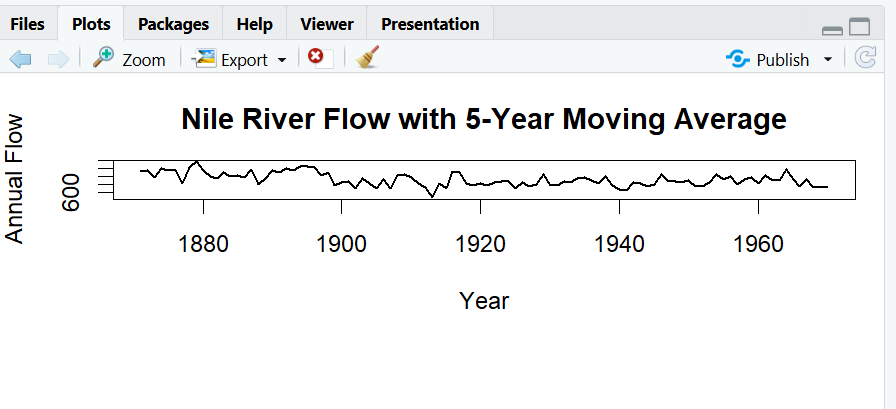 Files Plots Packages Help Viewer Presentation
Zoom Export Publish
Nile River Flow with 5-Year Moving Average
Annual Flow
600
1880 1900 1920 1940 1960
Year